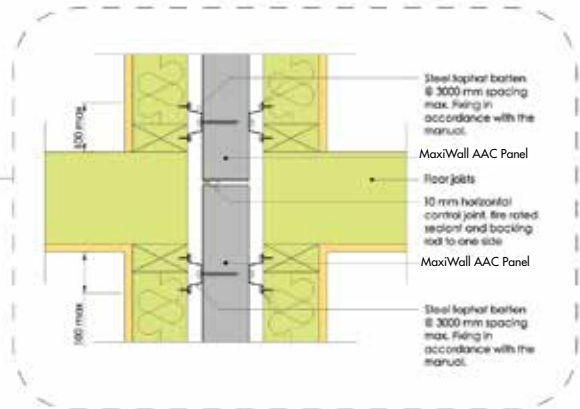 Steel tophat batten
@ 3000 mm spacing
max. Fixing in
accordance with the
manual.
MaxiWall AAC Panel
Floor joists
10 mm horizontal
control joint. fire rated
sealant and backing
rod to one side
MaxiWall AAC Panel
Steel tophat batten
@ 3000 mm spacing
max. Fixing in
accordance with the
manual.
100 max
100 max